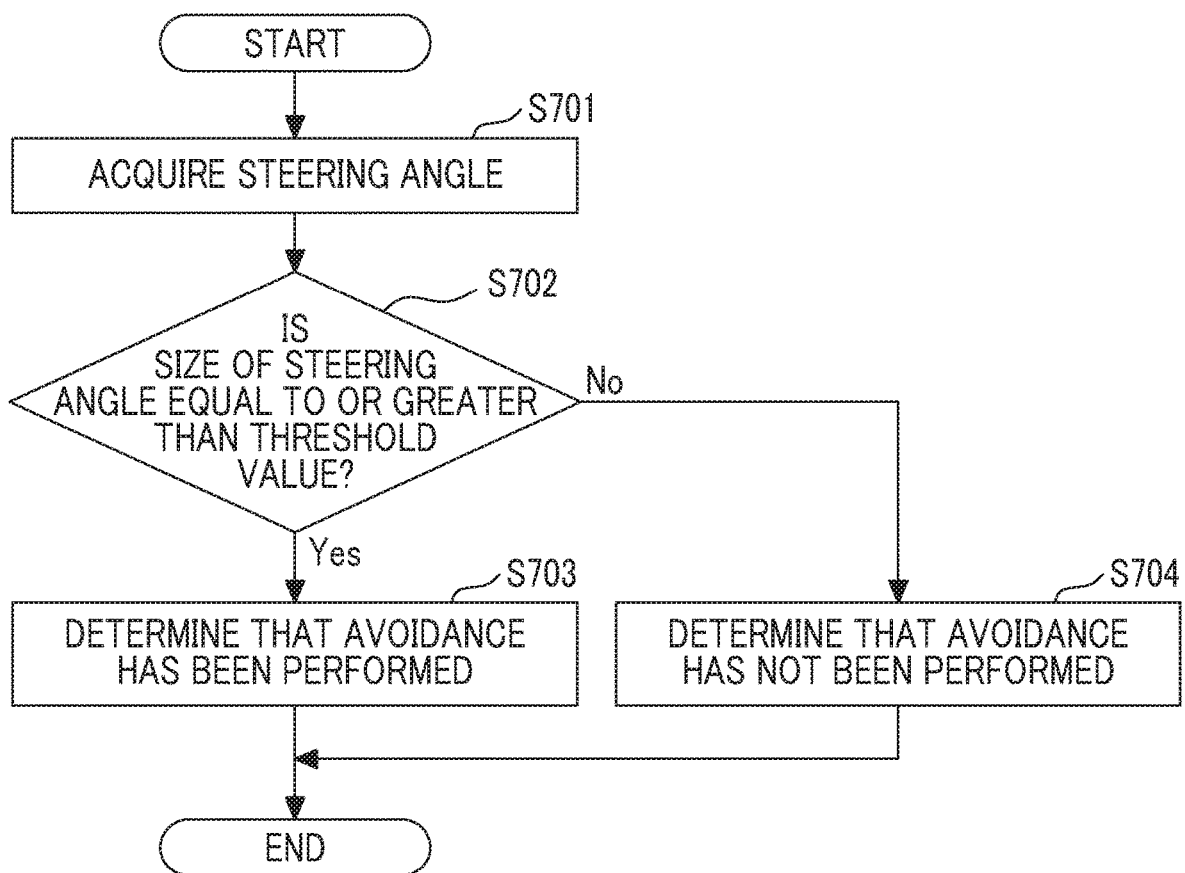 START
S701
ACQUIRE STEERING ANGLE
S702
IS
SIZE OF STEERING
ANGLE EQUAL TO OR GREATER
THAN THRESHOLD
VALUE?
No
Yes
S703
DETERMINE THAT AVOIDANCE
HAS BEEN PERFORMED
S704
DETERMINE THAT AVOIDANCE
HAS NOT BEEN PERFORMED
END